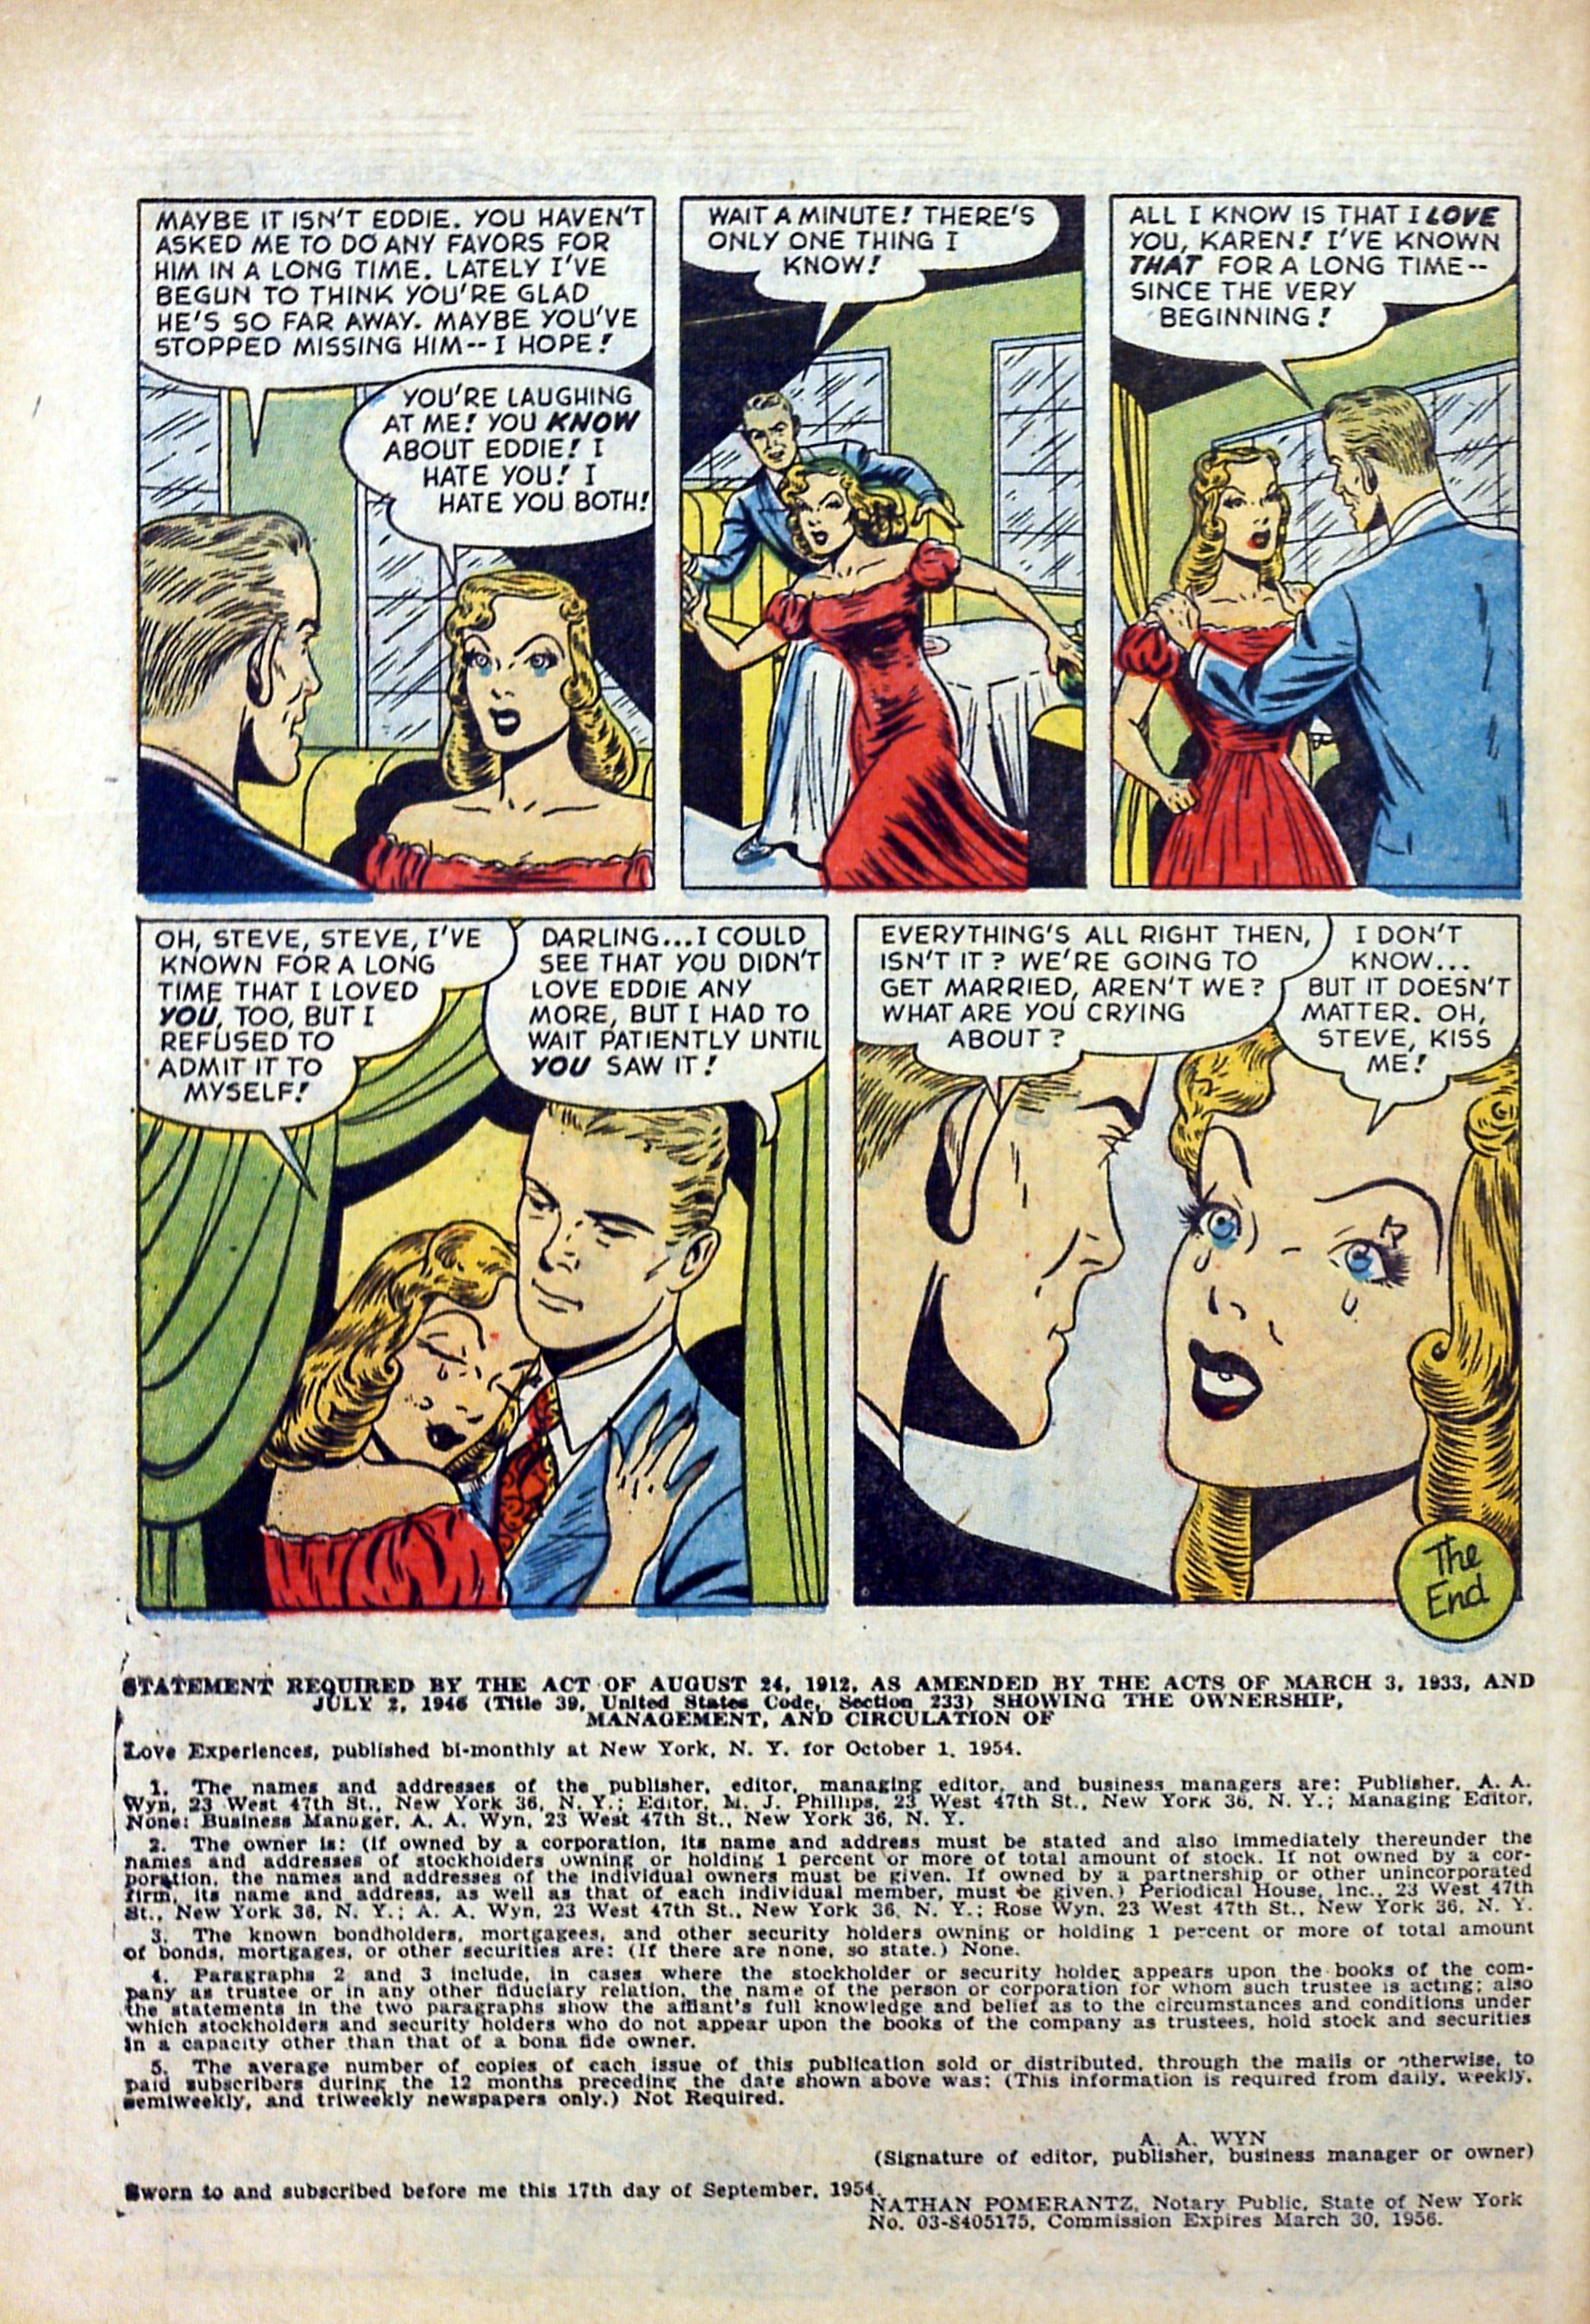 MAYBE IT ISN'T EDDIE. YOU HAVEN'T
ASKED ME TO DO ANY FAVORS FOR
HIM IN A LONG TIME. LATELY I'VE
BEGUN TO THINK YOU'RE GLAD
HE'S SO FAR AWAY. MAYBE YOU'VE
STOPPED MISSING HIM-- I HOPE!
YOU'RE LAUGHING
AT ME! YOU KNOW
ABOUT EDDIE! I
HATE YOU! I
HATE YOU BOTH!
WAIT A MINUTE! THERE'S
ONLY ONE THING I
KNOW!
ALL I KNOW IS THAT I LOVE
YOU, KAREN! I'VE KNOWN
THAT FOR A LONG TIME--
SINCE THE VERY
BEGINNING!
OH, STEVE, STEVE, I'VE
KNOWN FOR A LONG
TIME THAT I LOVED
YOU, TOO, BUT I
REFUSED TO
ADMIT IT TO
MYSELF!
DARLING...I COULD
SEE THAT YOU DIDN'T
LOVE EDDIE ANY
MORE, BUT I HAD TO
WAIT PATIENTLY UNTIL
YOU SAW IT!
EVERYTHING'S ALL RIGHT THEN,
ISN'T IT? WE'RE GOING TO
GET MARRIED, AREN'T WE?
WHAT ARE YOU CRYING
ABOUT?
I DON'T
KNOW...
BUT IT DOESN'T
MATTER. OH,
STEVE, KISS
ME!
The
End
STATEMENT REQUIRED BY THE ACT OF AUGUST 24, 1912, AS AMENDED BY THE ACTS OF MARCH 3, 1933, AND
JULY 2, 1946 (Title 39, United States Code, Section 233) SHOWING THE OWNERSHIP,
MANAGEMENT, AND CIRCULATION OF
Love Experiences, published bi-monthly at New York, N. Y. for October 1, 1954.
1. The names and addresses of the publisher, editor, managing editor, and business managers are: Publisher, A. A.
Wyn, 23 West 47th St., New York 36, N. Y.; Editor, M. J. Phillips, 23 West 47th St., New York 36, N. Y.; Managing Editor,
None; Business Manager, A. A. Wyn, 23 West 47th St., New York 36, N. Y.
2. The owner is: (If owned by a corporation, its name and address must be stated and also immediately thereunder the
names and addresses of stockholders owning or holding 1 percent or more of total amount of stock. If not owned by a cor-
poration, the names and addresses of the individual owners must be given. If owned by a partnership or other unincorporated
firm, its name and address, as well as that of each individual member, must be given.) Periodical House, Inc., 23 West 47th
St., New York 36, N. Y.; A. A. Wyn, 23 West 47th St., New York 36, N. Y.; Rose Wyn, 23 West 47th St., New York 36, N. Y.
3. The known bondholders, mortgagees, and other security holders owning or holding 1 percent or more of total amount
of bonds, mortgages, or other securities are: (If there are none, so state.) None.
4. Paragraphs 2 and 3 include, in cases where the stockholder or security holder appears upon the books of the com-
pany as trustee or in any other fiduciary relation, the name of the person or corporation for whom such trustee is acting; also
the statements in the two paragraphs show the affiant's full knowledge and belief as to the circumstances and conditions under
which stockholders and security holders who do not appear upon the books of the company as trustees, hold stock and securities
in a capacity other than that of a bona fide owner.
5. The average number of copies of each issue of this publication sold or distributed, through the mails or otherwise, to
paid subscribers during the 12 months preceding the date shown above was: (This information is required from daily, weekly,
semiweekly, and triweekly newspapers only.) Not Required.
A. A. WYN
(Signature of editor, publisher, business manager or owner)
Sworn to and subscribed before me this 17th day of September, 1954.
NATHAN POMERANTZ, Notary Public, State of New York
No. 03-8405175, Commission Expires March 30, 1956.